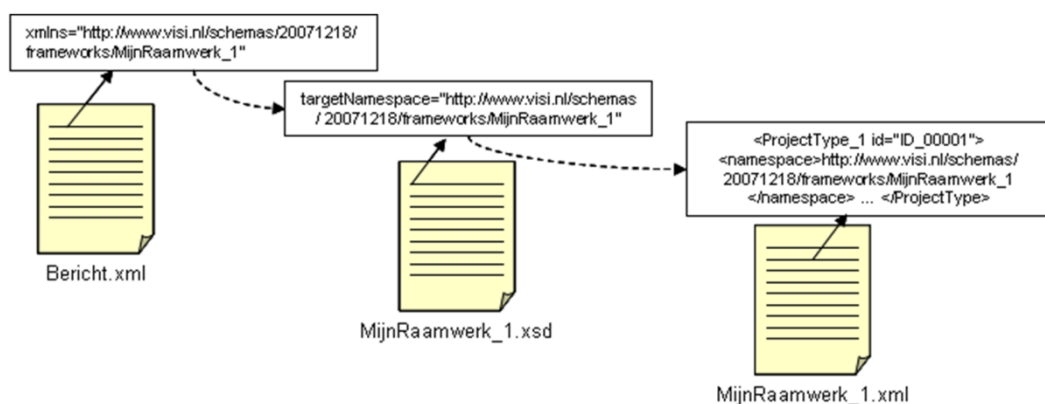 xmlns="http://www.visi.nl/schemas/20071218/
frameworks/MijnRaamwerk_1"
Bericht.xml
targetNamespace="http://www.visi.nl/schemas
/ 20071218/frameworks/MijnRaamwerk_1"
MijnRaamwerk_1.xsd
<ProjectType_1 id="ID_00001">
<namespace>http://www.visi.nl/schemas/
20071218/frameworks/MijnRaamwerk_1
</namespace> ... </ProjectType>
MijnRaamwerk_1.xml